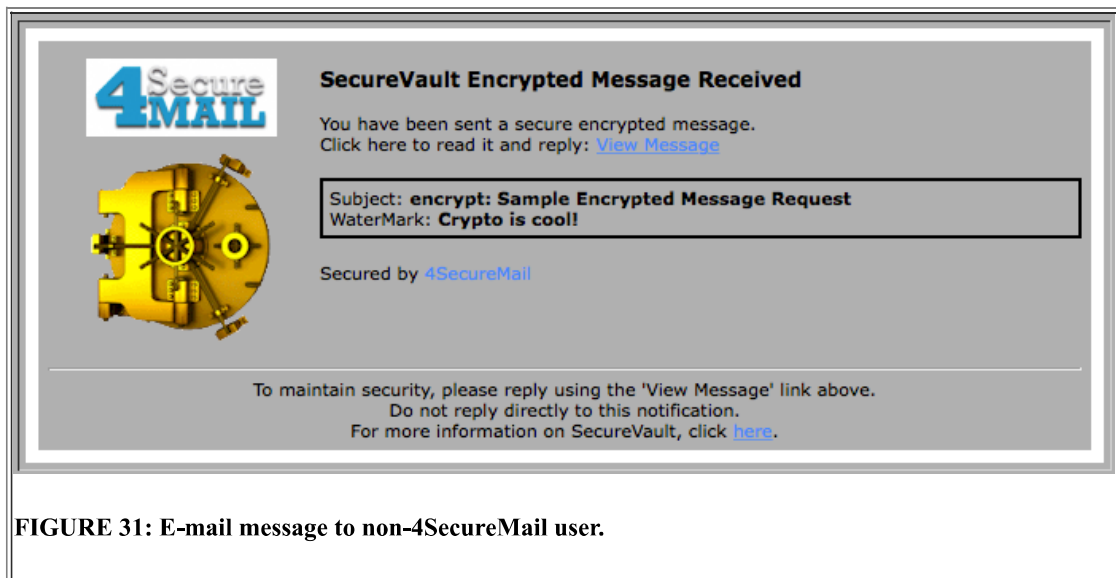 4 Secure
MAIL
SecureVault Encrypted Message Received
You have been sent a secure encrypted message.
Click here to read it and reply: View Message
Subject: encrypt: Sample Encrypted Message Request
WaterMark: Crypto is cool!
Secured by 4SecureMail
To maintain security, please reply using the 'View Message' link above.
Do not reply directly to this notification.
For more information on SecureVault, click here.
FIGURE 31: E-mail message to non-4SecureMail user.